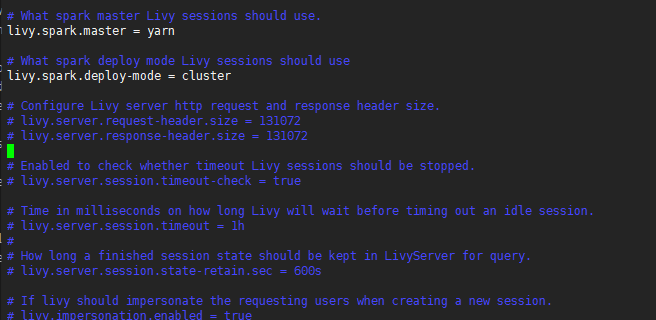 # What spark master Livy sessions should use.
livy.spark.master = yarn
# What spark deploy mode Livy sessions should use
livy.spark.deploy-mode = cluster
# Configure Livy server http request and response header size.
# livy.server.request-header.size = 131072
# livy.server.response-header.size = 131072
# Enabled to check whether timeout Livy sessions should be stopped.
# livy.server.session.timeout-check = true
# Time in milliseconds on how long Livy will wait before timing out an idle session.
# livy.server.session.timeout = 1h
#
# How long a finished session state should be kept in LivyServer for query.
# livy.server.session.state-retain.sec = 600s
# If livy should impersonate the requesting users when creating a new session.
# livy.impersonation.enabled = true